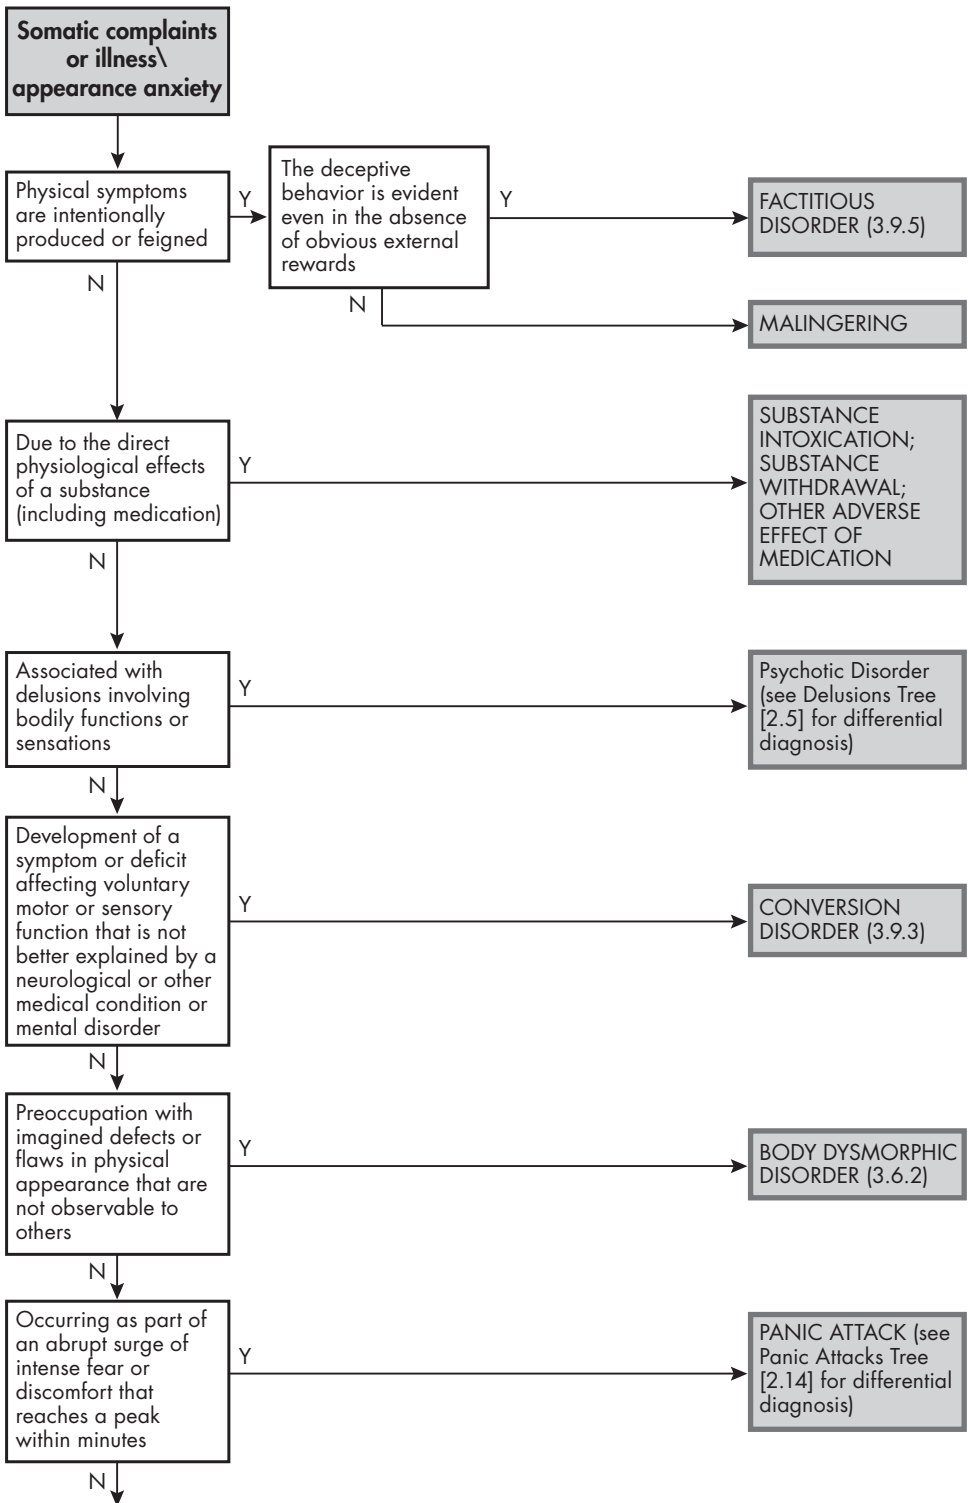 Somatic complaints
or illness\
appearance anxiety
Physical symptoms
are intentionally
produced or feigned
Y
The deceptive
behavior is evident
even in the absence
of obvious external
rewards
Y
FACTITIOUS
DISORDER (3.9.5)
N
N
MALINGERING
Due to the direct
physiological effects
of a substance
(including medication)
Y
SUBSTANCE
INTOXICATION;
SUBSTANCE
WITHDRAWAL;
OTHER ADVERSE
EFFECT OF
MEDICATION
N
Associated with
delusions involving
bodily functions or
sensations
Y
Psychotic Disorder
(see Delusions Tree
[2.5] for differential
diagnosis)
N
Development of a
symptom or deficit
affecting voluntary
motor or sensory
function that is not
better explained by a
neurological or other
medical condition or
mental disorder
Y
CONVERSION
DISORDER (3.9.3)
N
Preoccupation with
imagined defects or
flaws in physical
appearance that are
not observable to
others
Y
BODY DYSMORPHIC
DISORDER (3.6.2)
N
Occurring as part of
an abrupt surge of
intense fear or
discomfort that
reaches a peak
within minutes
Y
PANIC ATTACK (see
Panic Attacks Tree
[2.14] for differential
diagnosis)
N